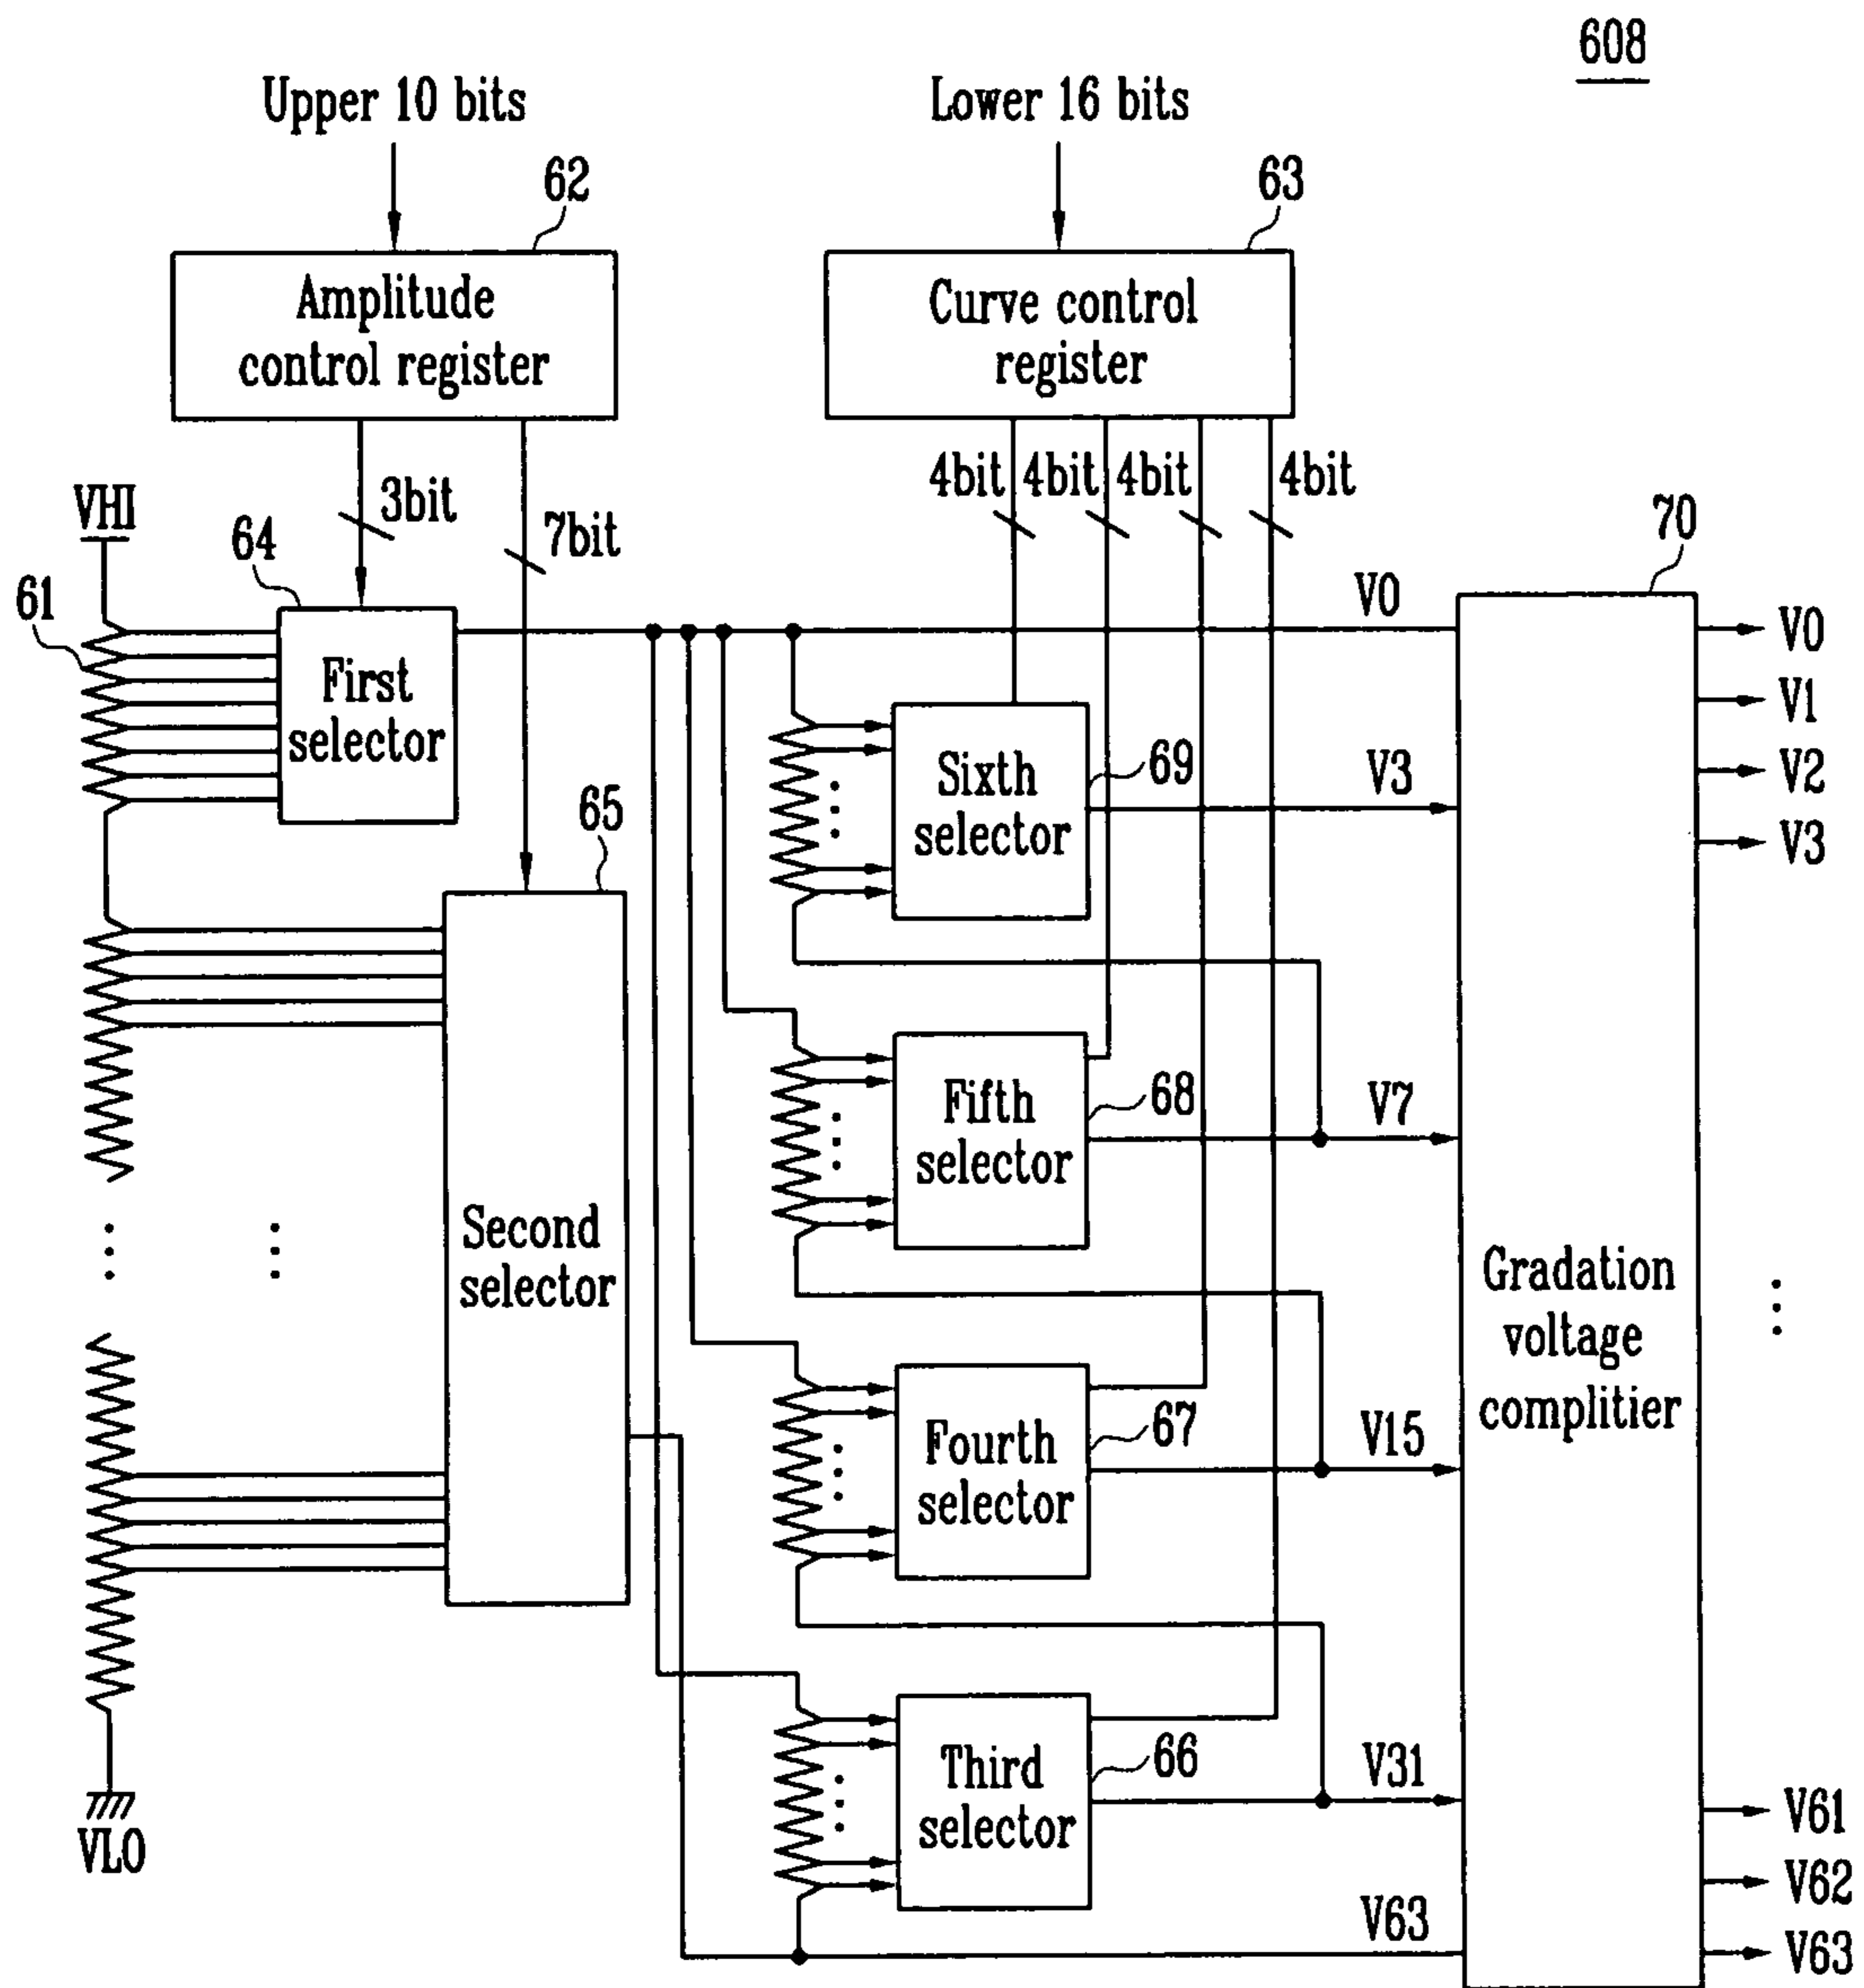 608
Upper 10 bits
Lower 16 bits
62
63
Amplitude
control register
Curve control
register
3bit
7bit
4bit
4bit
4bit
4bit
VHI
64
61
70
First
selector
V0
V0
V1
V2
V3
Sixth
selector
69
V3
65
Second
selector
Fifth
selector
68
V7
Gradation
voltage
complitier
Fourth
selector
67
V15
Third
selector
66
V31
V63
VLO
V61
V62
V63